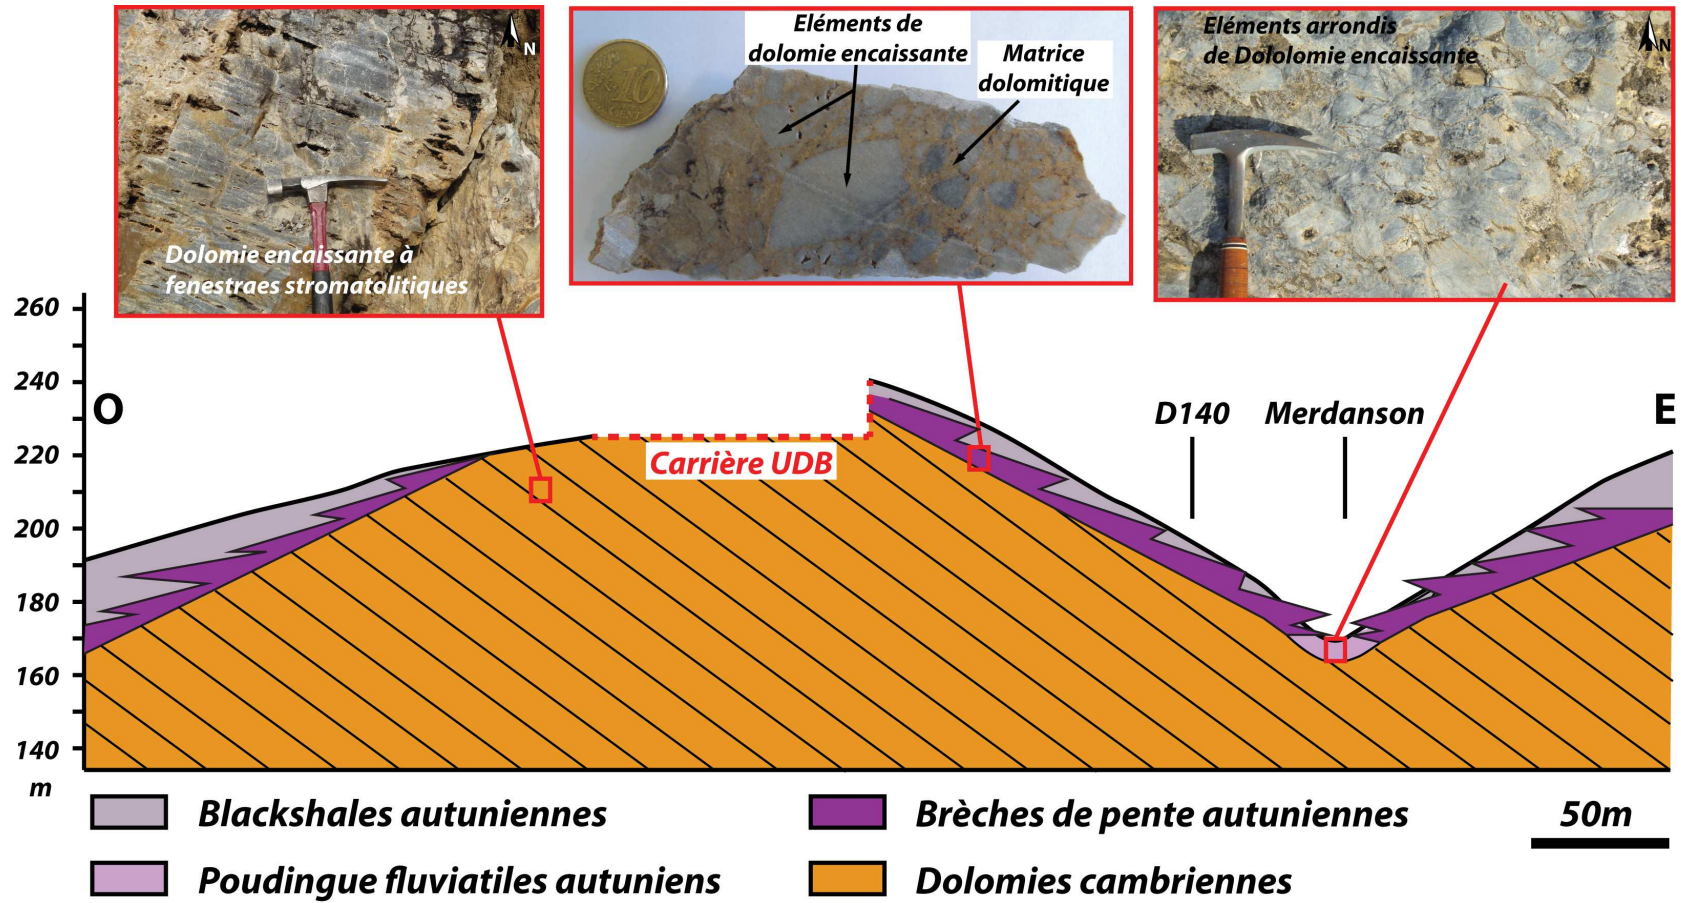 N
Dolomie encaissante à
fenestraes stromatolitiques
10
Eléments de
dolomie encaissante
Matrice
dolomitique
Eléments arrondis
de Dololomie encaissante
N
260
240
220
200
180
160
140
m
O
E
D140
Merdanson
Carrière UDB
Blackshales autuniennes
Brèches de pente autuniennes
50m
Poudingue fluviatiles autuniens
Dolomies cambriennes